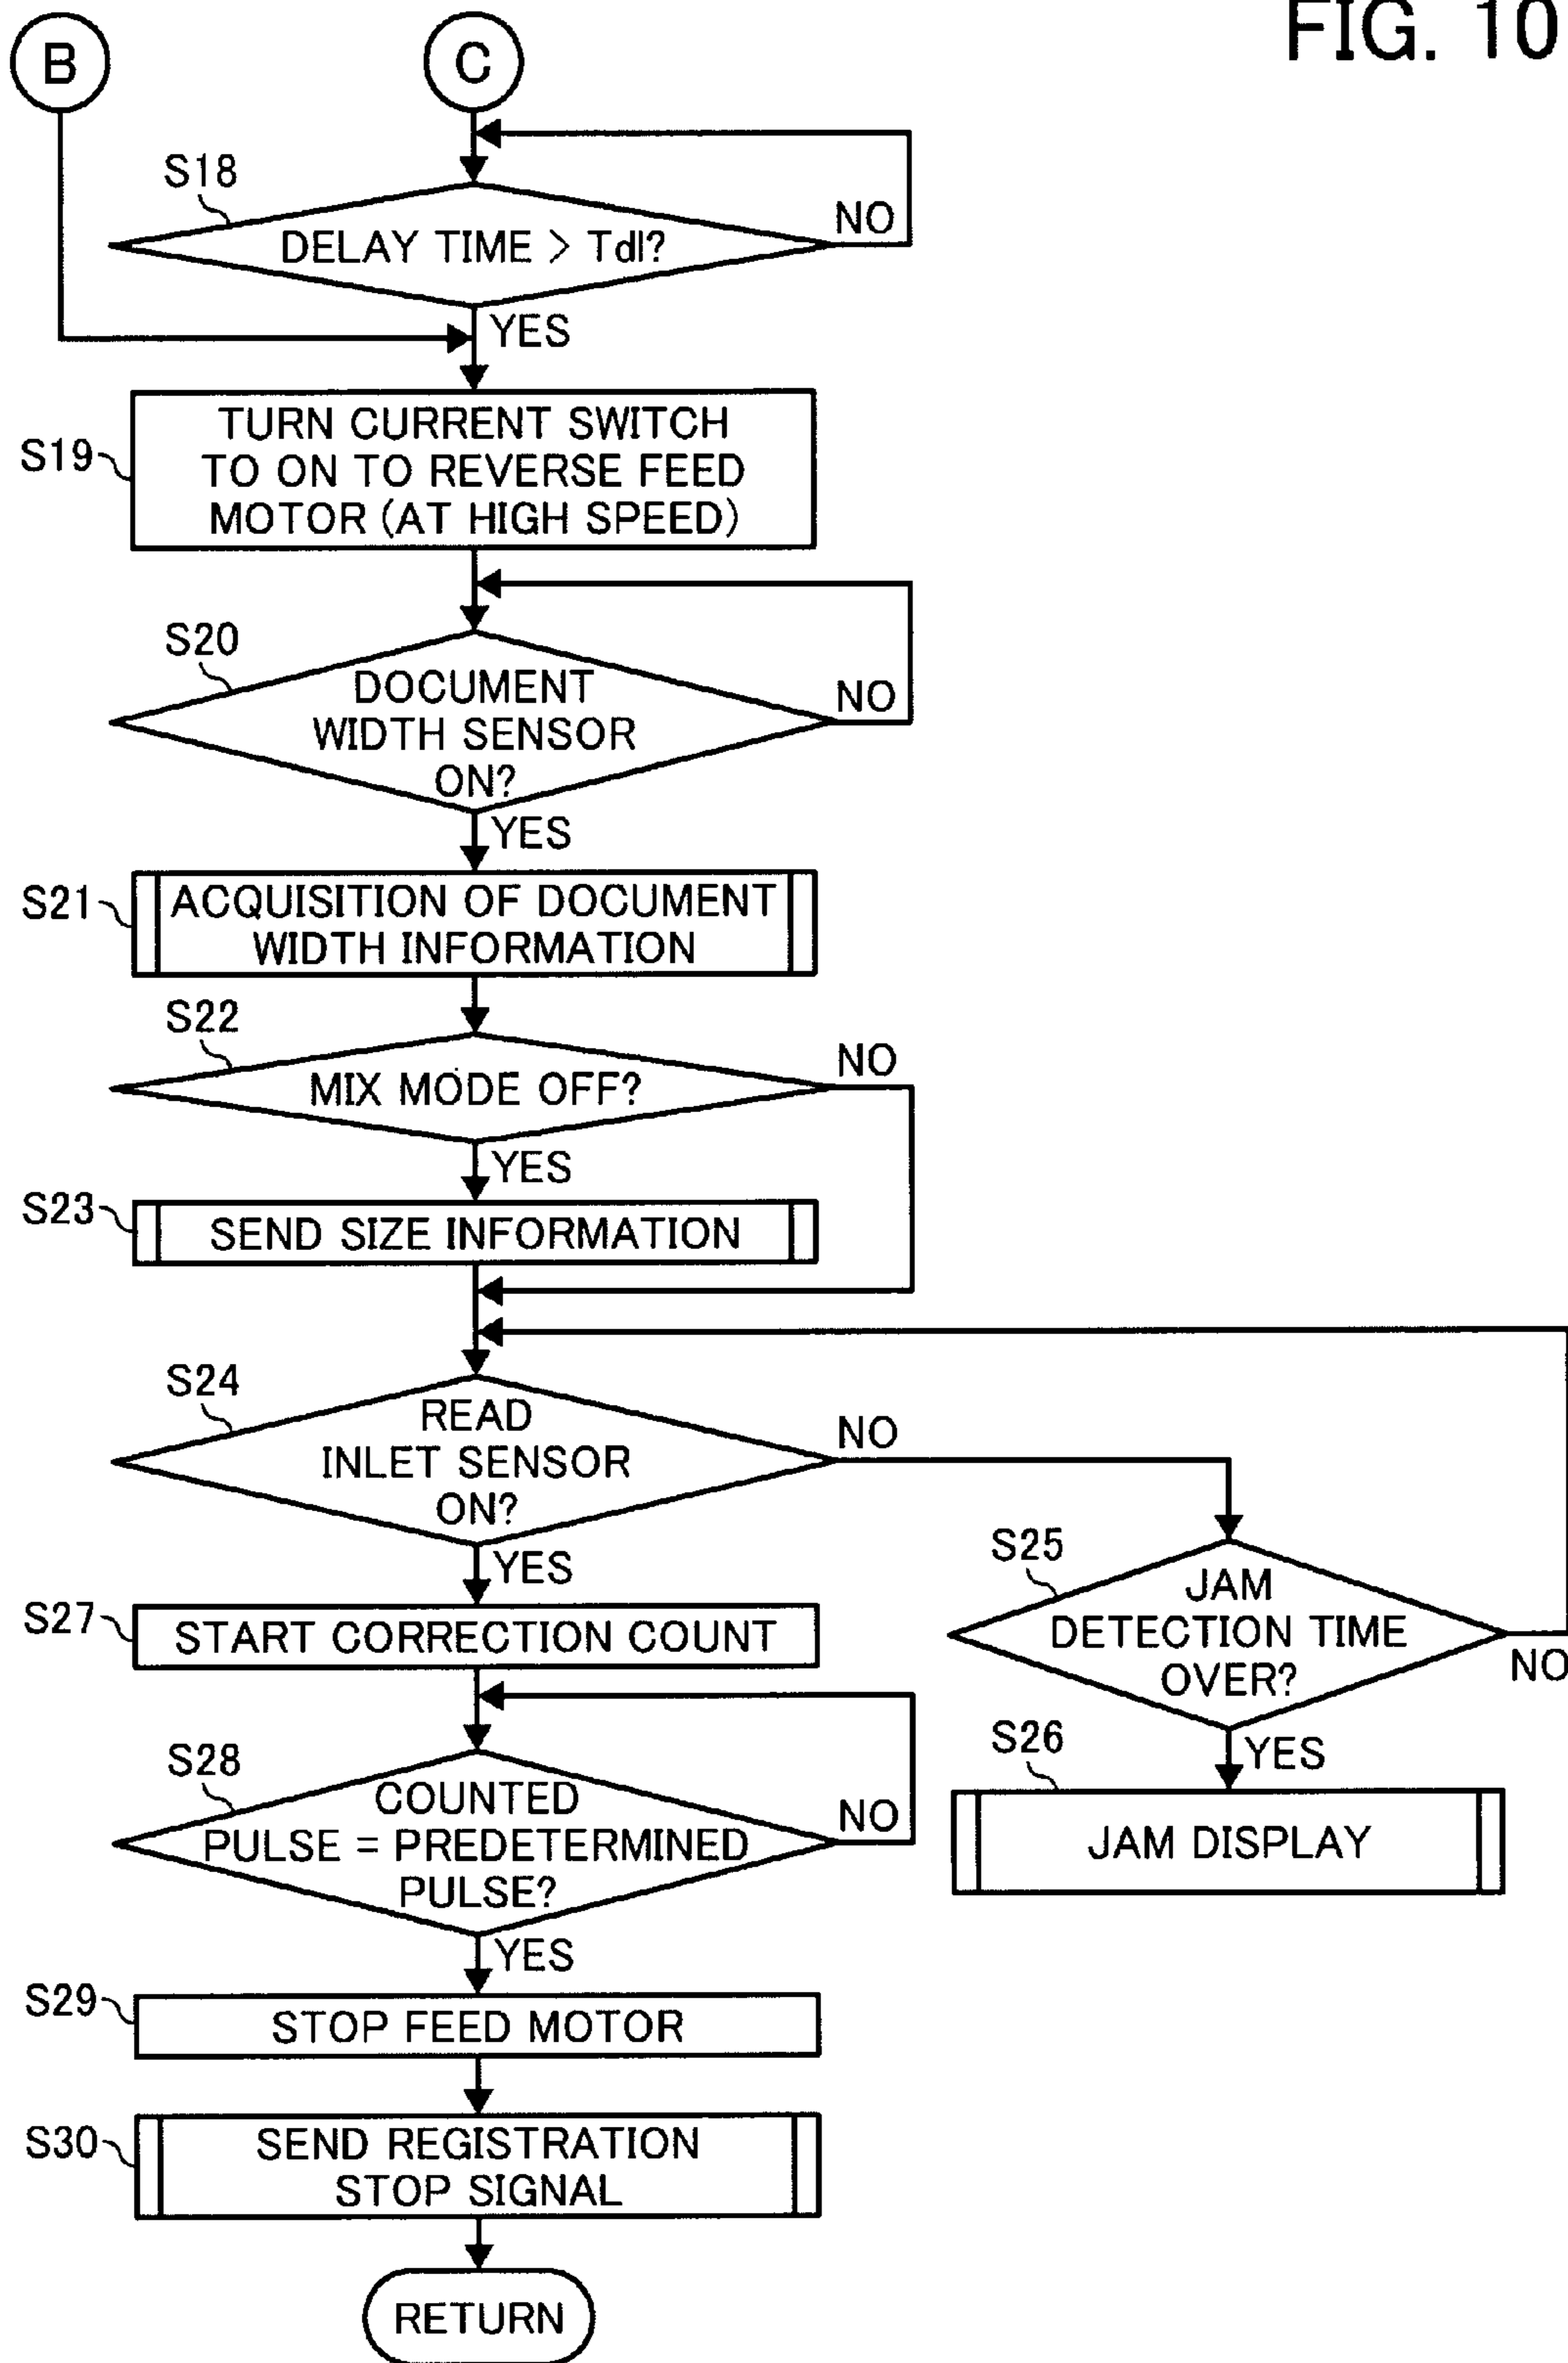 FIG. 10
B
C
S18
DELAY TIME > Tdl?
NO
YES
S19
TURN CURRENT SWITCH
TO ON TO REVERSE FEED
MOTOR (AT HIGH SPEED)
S20
DOCUMENT
WIDTH SENSOR
ON?
NO
YES
S21
ACQUISITION OF DOCUMENT
WIDTH INFORMATION
S22
MIX MODE OFF?
NO
YES
S23
SEND SIZE INFORMATION
S24
READ
INLET SENSOR
ON?
NO
YES
S25
JAM
DETECTION TIME
OVER?
NO
YES
S26
JAM DISPLAY
S27
START CORRECTION COUNT
S28
COUNTED
PULSE = PREDETERMINED
PULSE?
NO
YES
S29
STOP FEED MOTOR
S30
SEND REGISTRATION
STOP SIGNAL
RETURN